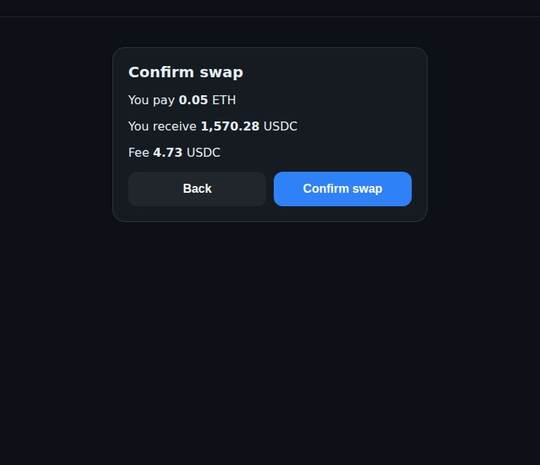 Confirm swap
You pay 0.05 ETH
You receive 1,570.28 USDC
Fee 4.73 USDC
Back
Confirm swap